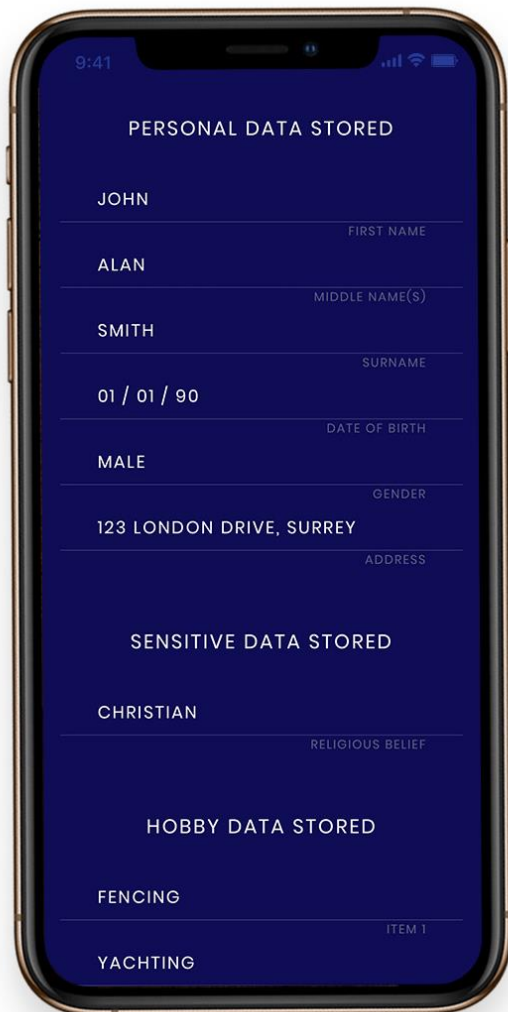 9:41
PERSONAL DATA STORED
JOHN
FIRST NAME
ALAN
MIDDLE NAME(S)
SMITH
SURNAME
01 / 01 / 90
DATE OF BIRTH
MALE
GENDER
123 LONDON DRIVE, SURREY
ADDRESS
SENSITIVE DATA STORED
CHRISTIAN
RELIGIOUS BELIEF
HOBBY DATA STORED
FENCING
ITEM 1
YACHTING